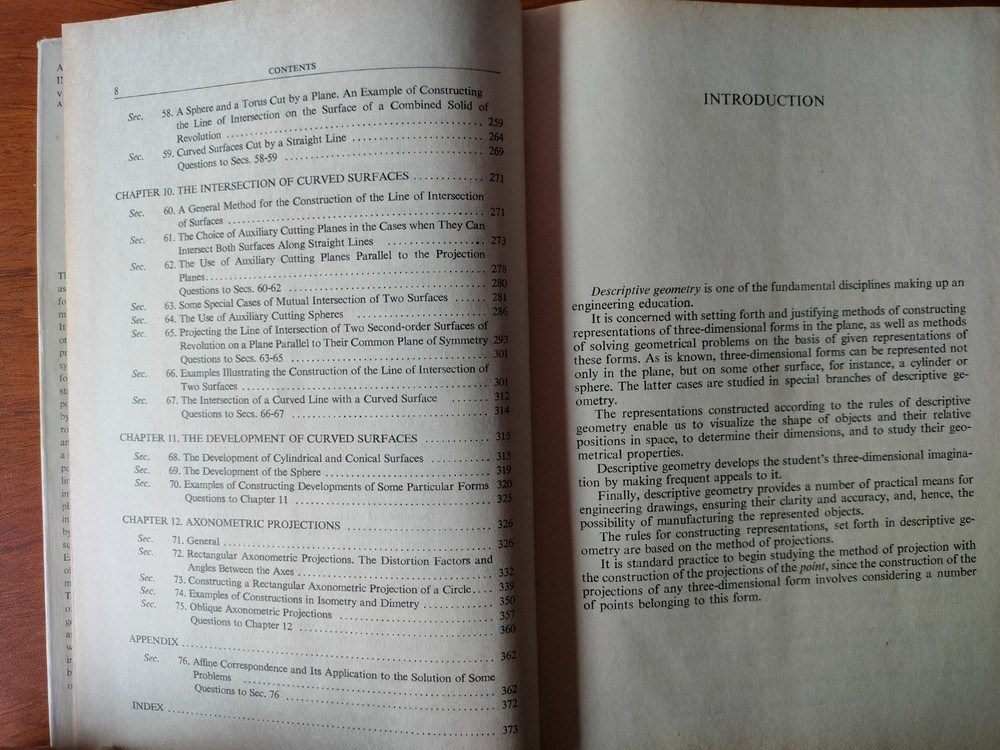 8
CONTENTS
Sec. 58. A Sphere and a Torus Cut by a Plane. An Example of Constructing
the Line of Intersection on the Surface of a Combined Solid of
Revolution 259
Sec. 59. Curved Surfaces Cut by a Straight Line 264
Questions to Secs. 58-59 269
CHAPTER 10. THE INTERSECTION OF CURVED SURFACES 271
Sec. 60. A General Method for the Construction of the Line of Intersection
of Surfaces 271
Sec. 61. The Choice of Auxiliary Cutting Planes in the Cases when They Can
Intersect Both Surfaces Along Straight Lines 273
Sec. 62. The Use of Auxiliary Cutting Planes Parallel to the Projection
Planes 278
Questions to Secs. 60-62 280
Sec. 63. Some Special Cases of Mutual Intersection of Two Surfaces 281
Sec. 64. The Use of Auxiliary Cutting Spheres 286
Sec. 65. Projecting the Line of Intersection of Two Second-order Surfaces of
Revolution on a Plane Parallel to Their Common Plane of Symmetry 293
Questions to Secs. 63-65 301
Sec. 66. Examples Illustrating the Construction of the Line of Intersection of
Two Surfaces 301
Sec. 67. The Intersection of a Curved Line with a Curved Surface 312
Questions to Secs. 66-67 314
CHAPTER 11. THE DEVELOPMENT OF CURVED SURFACES 315
Sec. 68. The Development of Cylindrical and Conical Surfaces 315
Sec. 69. The Development of the Sphere 319
Sec. 70. Examples of Constructing Developments of Some Particular Forms 320
Questions to Chapter 11 325
CHAPTER 12. AXONOMETRIC PROJECTIONS 326
Sec. 71. General 326
Sec. 72. Rectangular Axonometric Projections. The Distortion Factors and
Angles Between the Axes 332
Sec. 73. Constructing a Rectangular Axonometric Projection of a Circle 339
Sec. 74. Examples of Constructions in Isometry and Dimetry 350
Sec. 75. Oblique Axonometric Projections 357
Questions to Chapter 12 360
APPENDIX 362
Sec. 76. Affine Correspondence and Its Application to the Solution of Some
Problems 362
Questions to Sec. 76 372
INDEX 373
INTRODUCTION
Descriptive geometry is one of the fundamental disciplines making up an
engineering education.
It is concerned with setting forth and justifying methods of constructing
representations of three-dimensional forms in the plane, as well as methods
of solving geometrical problems on the basis of given representations of
these forms. As is known, three-dimensional forms can be represented not
only in the plane, but on some other surface, for instance, a cylinder or
sphere. The latter cases are studied in special branches of descriptive ge-
ometry.
The representations constructed according to the rules of descriptive
geometry enable us to visualize the shape of objects and their relative
positions in space, to determine their dimensions, and to study their geo-
metrical properties.
Descriptive geometry develops the student's three-dimensional imagina-
tion by making frequent appeals to it.
Finally, descriptive geometry provides a number of practical means for
engineering drawings, ensuring their clarity and accuracy, and, hence, the
possibility of manufacturing the represented objects.
The rules for constructing representations, set forth in descriptive ge-
ometry are based on the method of projections.
It is standard practice to begin studying the method of projection with
the construction of the projections of the point, since the construction of the
projections of any three-dimensional form involves considering a number
of points belonging to this form.